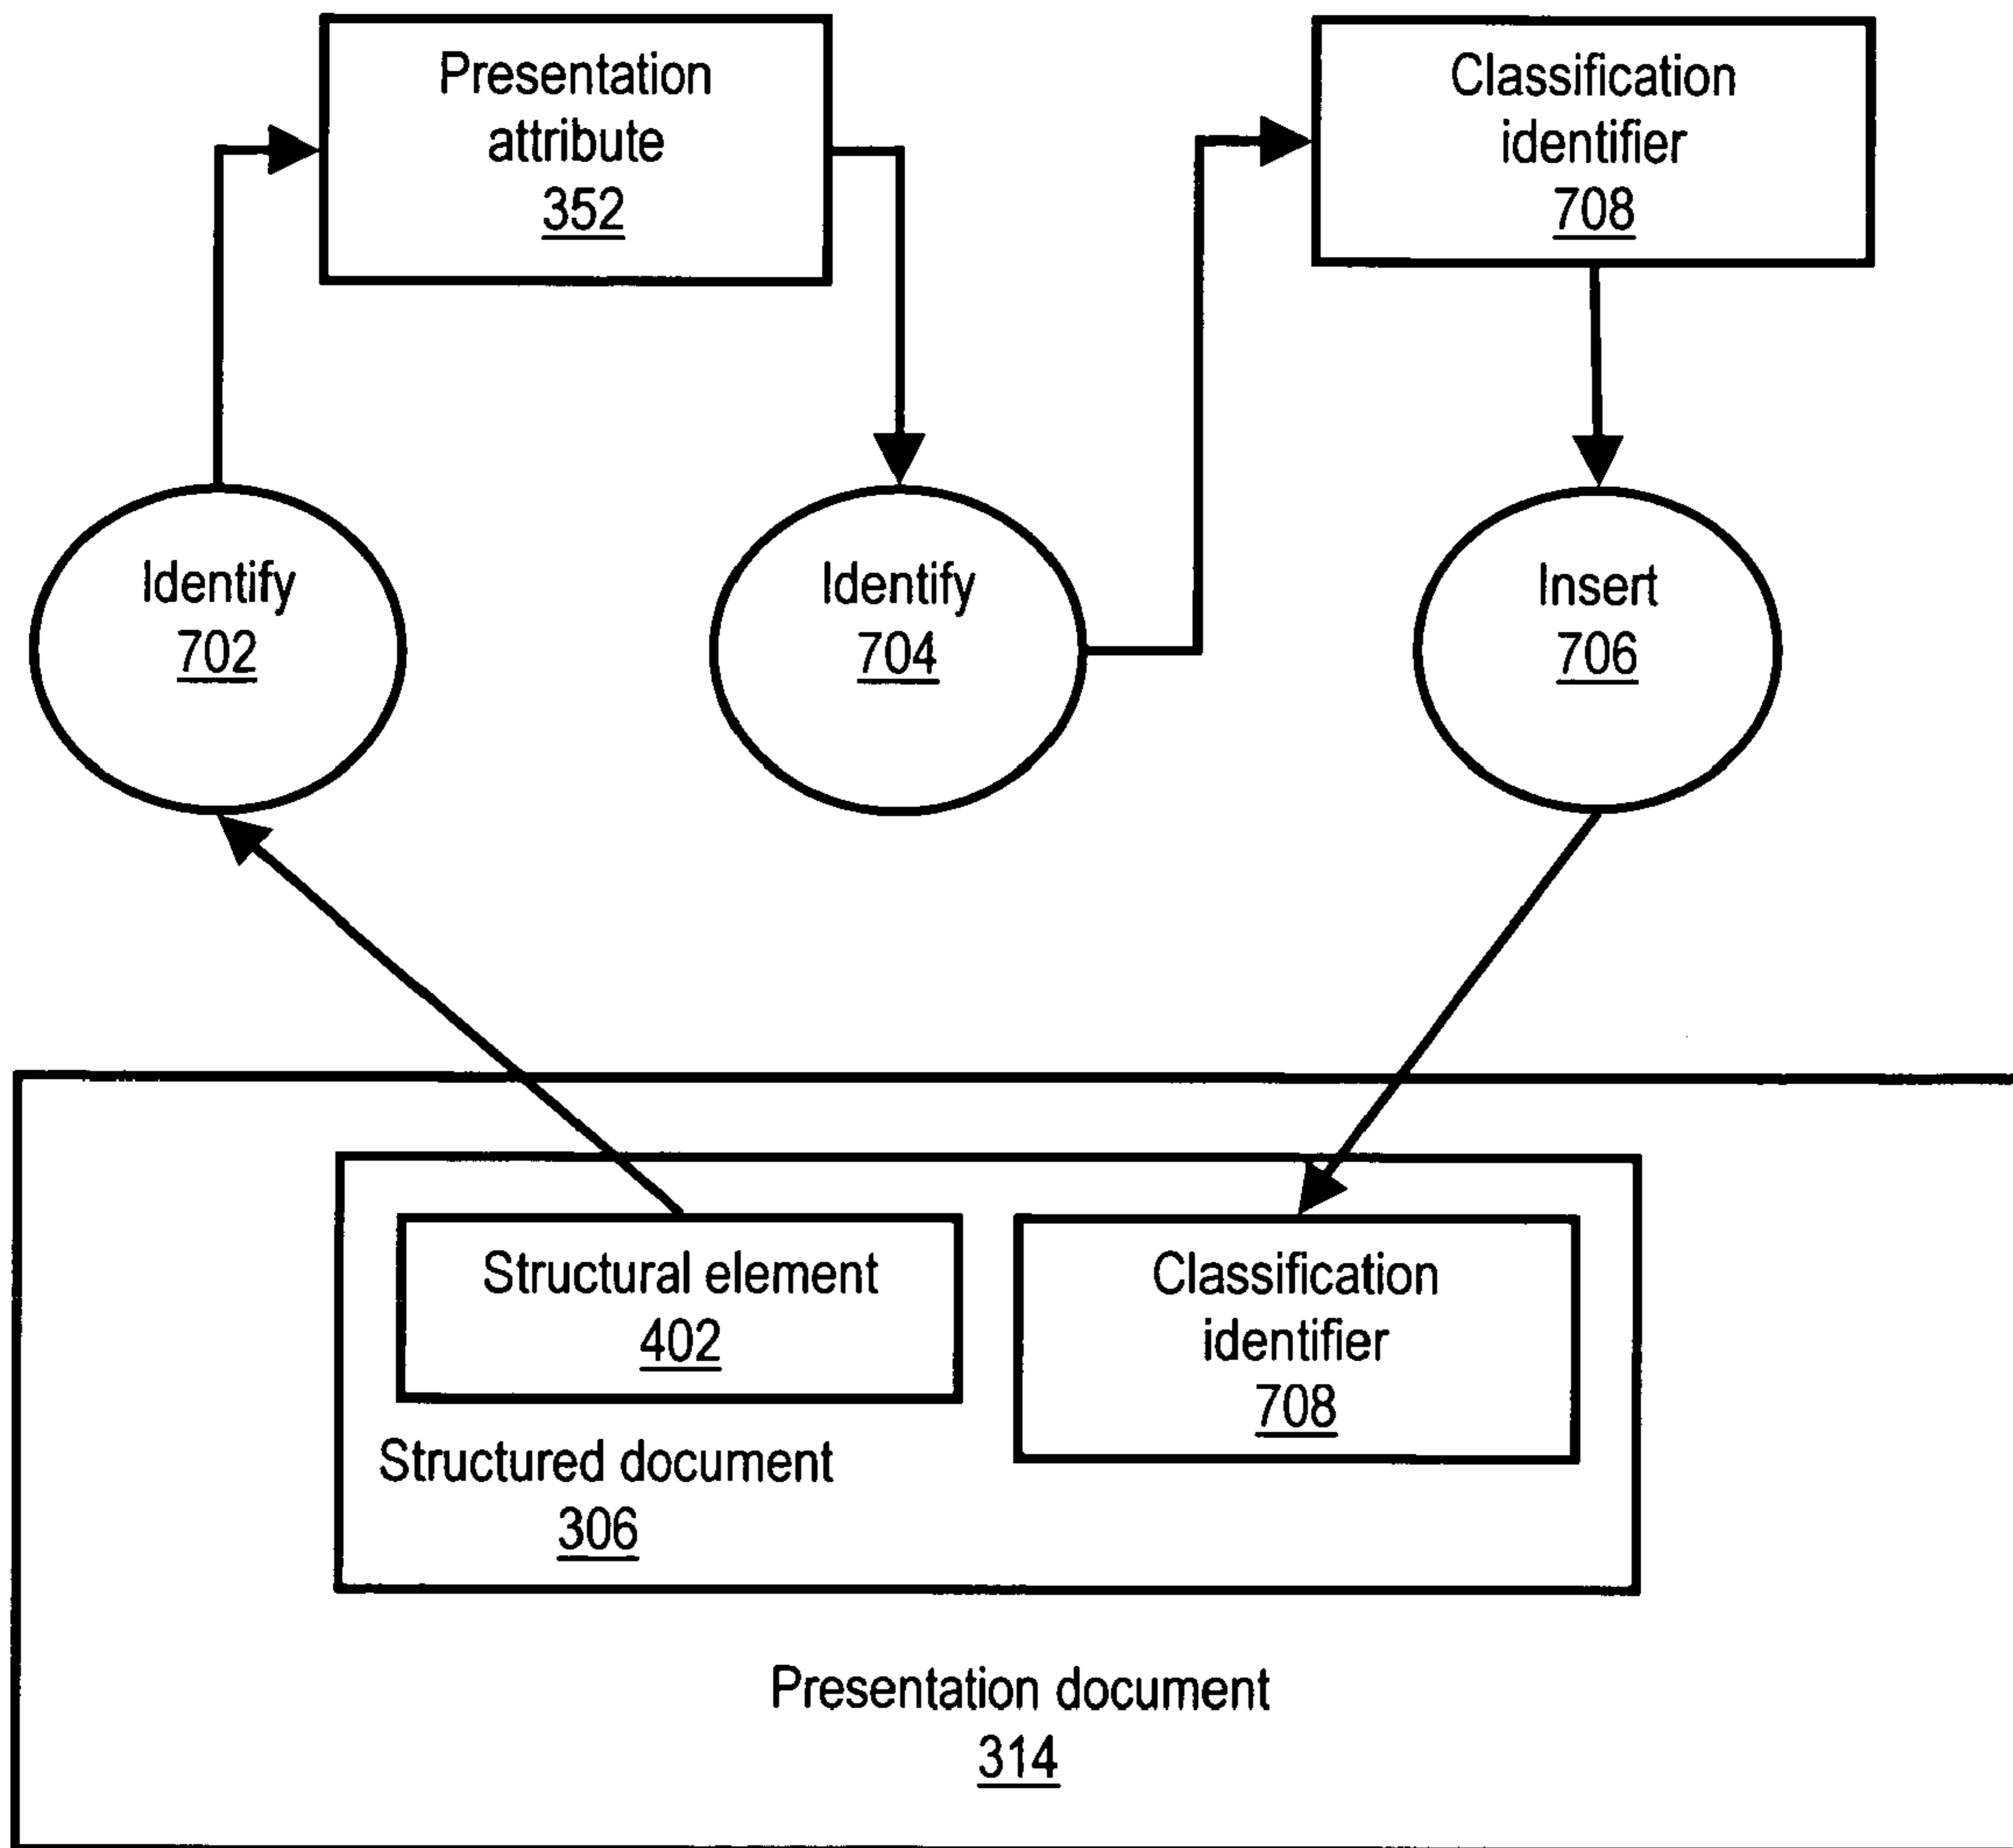 Presentation
attribute
352
Classification
identifier
708
Identify
702
Identify
704
Insert
706
Structural element
402
Classification
identifier
708
Structured document
306
Presentation document
314